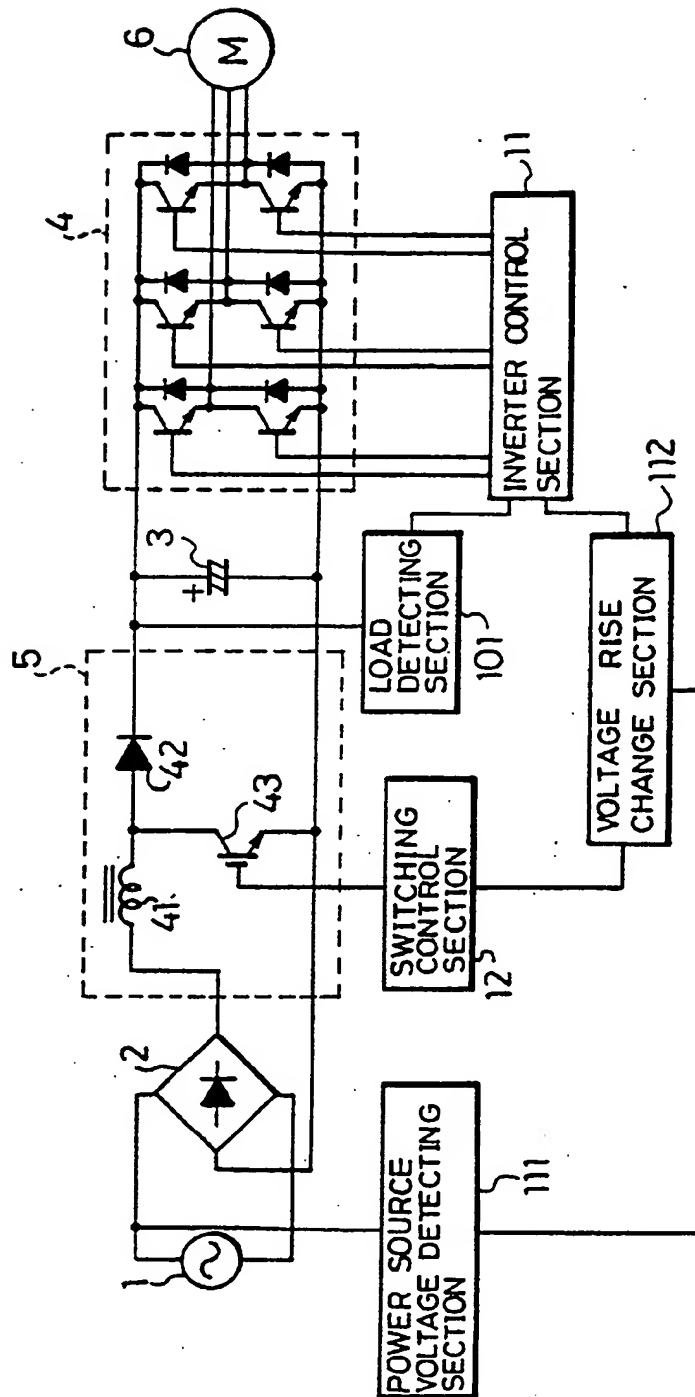 1
2
5
41
42
43
3
+
4
6
M
POWER SOURCE
VOLTAGE DETECTING
SECTION
111
SWITCHING
CONTROL
SECTION
12
LOAD
DETECTING
SECTION
101
INVERTER CONTROL
SECTION
11
VOLTAGE RISE
CHANGE SECTION
112